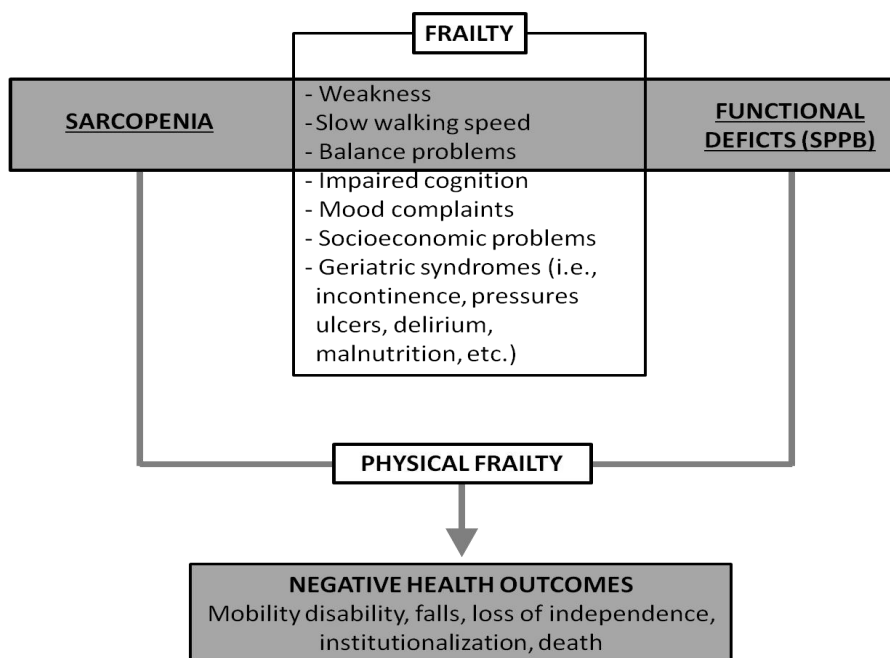 FRAILTY
SARCOPENIA
- Weakness
-Slow walking speed
- Balance problems
- Impaired cognition
- Mood complaints
- Socioeconomic problems
- Geriatric syndromes (i.e.,
incontinence, pressures
ulcers, delirium,
malnutrition, etc.)
FUNCTIONAL
DEFICTS (SPPB)
PHYSICAL FRAILTY
NEGATIVE HEALTH OUTCOMES
Mobility disability, falls, loss of independence,
institutionalization, death